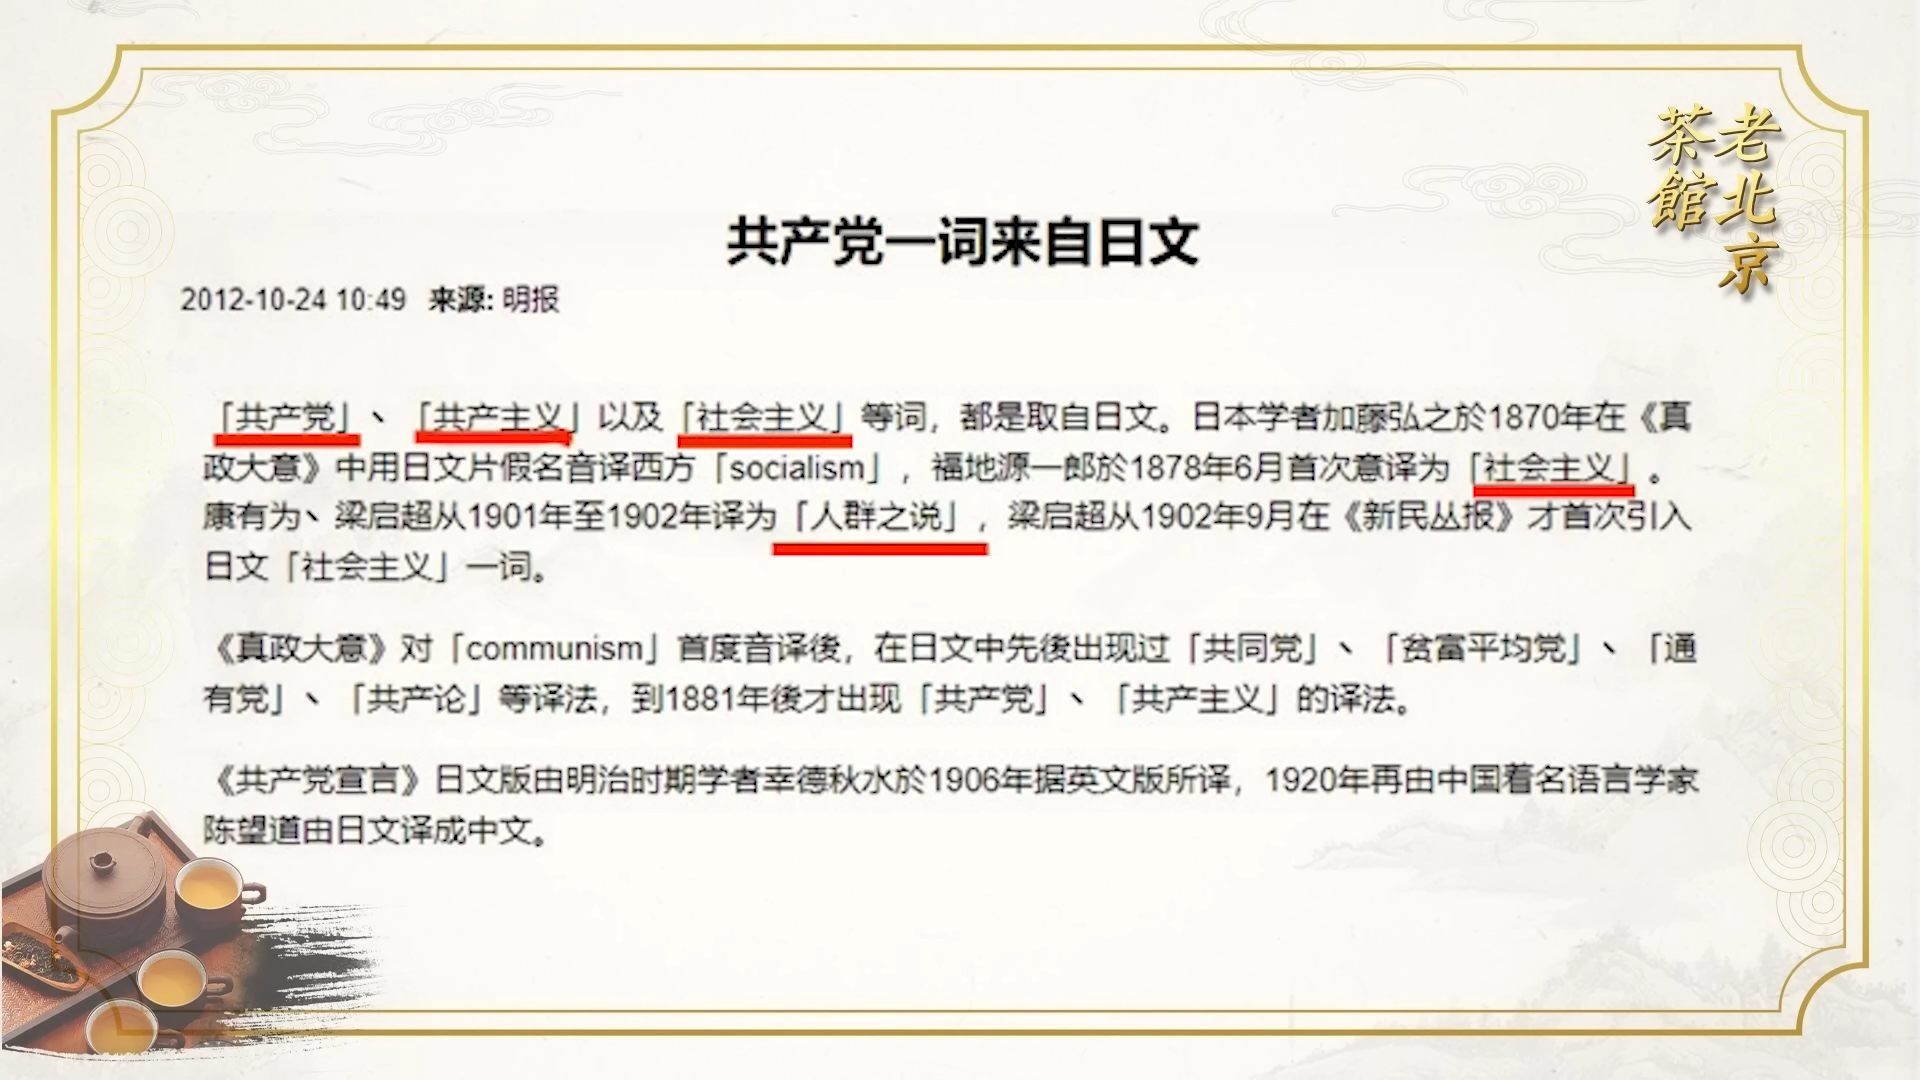 老北京
茶館
共产党一词来自日文
2012-10-24 10:49 来源: 明报
「共产党」、「共产主义」以及「社会主义」等词，都是取自日文。日本学者加藤弘之於1870年在《真
政大意》中用日文片假名音译西方「socialism」，福地源一郎於1878年6月首次意译为「社会主义」。
康有为、梁启超从1901年至1902年译为「人群之说」，梁启超从1902年9月在《新民丛报》才首次引入
日文「社会主义」一词。
《真政大意》对「communism」首度音译後，在日文中先後出现过「共同党」、「贫富平均党」、「通
有党」、「共产论」等译法，到1881年後才出现「共产党」、「共产主义」的译法。
《共产党宣言》日文版由明治时期学者幸德秋水於1906年据英文版所译，1920年再由中国着名语言学家
陈望道由日文译成中文。